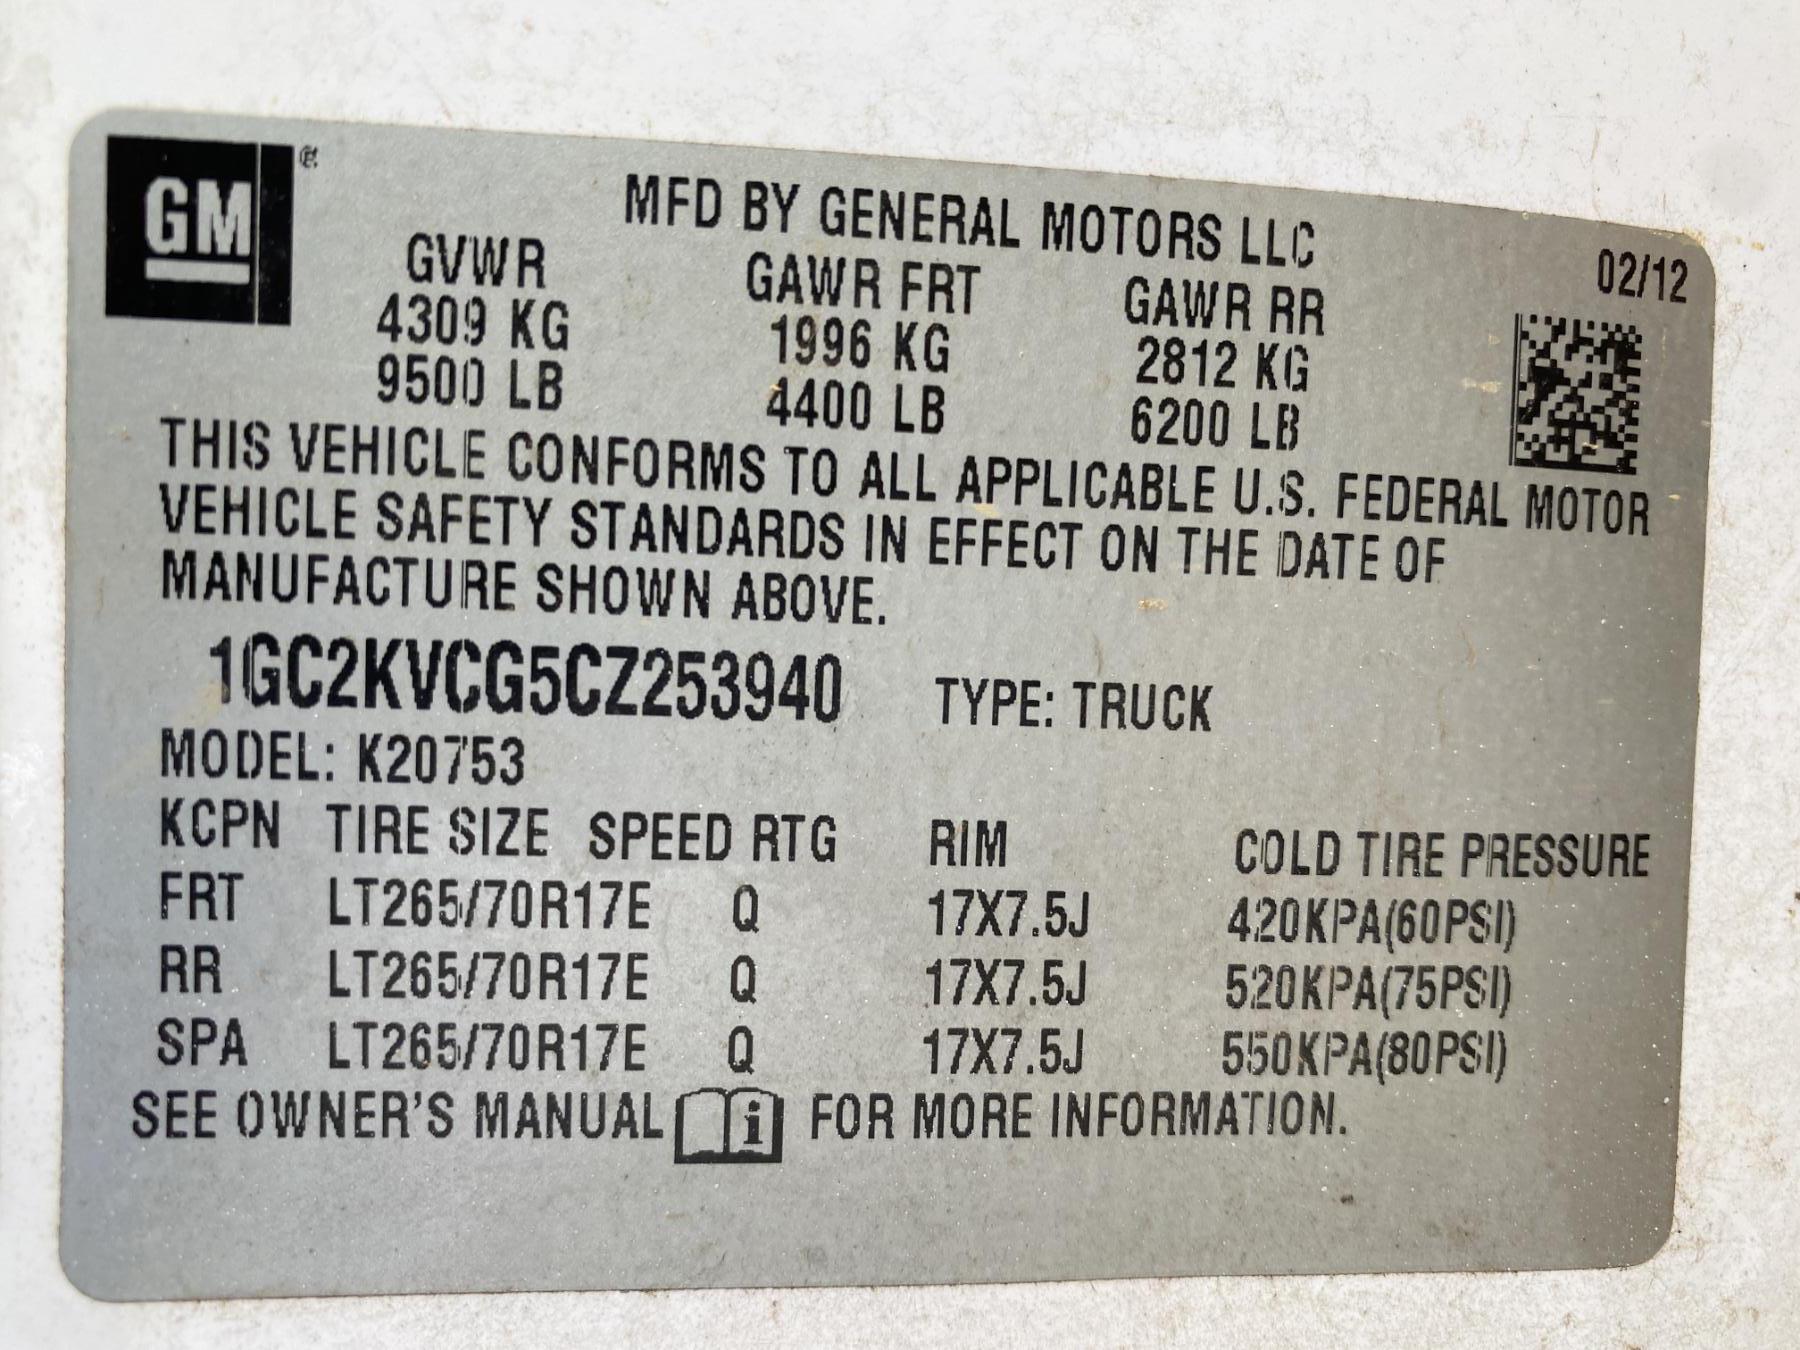 GM
MFD BY GENERAL MOTORS LLC
02/12
GVWR GAWR FRT GAWR RR
4309 KG 1996 KG 2812 KG
9500 LB 4400 LB 6200 LB
THIS VEHICLE CONFORMS TO ALL APPLICABLE U.S. FEDERAL MOTOR
VEHICLE SAFETY STANDARDS IN EFFECT ON THE DATE OF
MANUFACTURE SHOWN ABOVE.
1GC2KVCG5CZ253940 TYPE: TRUCK
MODEL: K20753
KCPN TIRE SIZE SPEED RTG RIM COLD TIRE PRESSURE
FRT LT265/70R17E Q 17X7.5J 420KPA(60PSI)
RR LT265/70R17E Q 17X7.5J 520KPA(75PSI)
SPA LT265/70R17E Q 17X7.5J 550KPA(80PSI)
SEE OWNER'S MANUAL i FOR MORE INFORMATION.